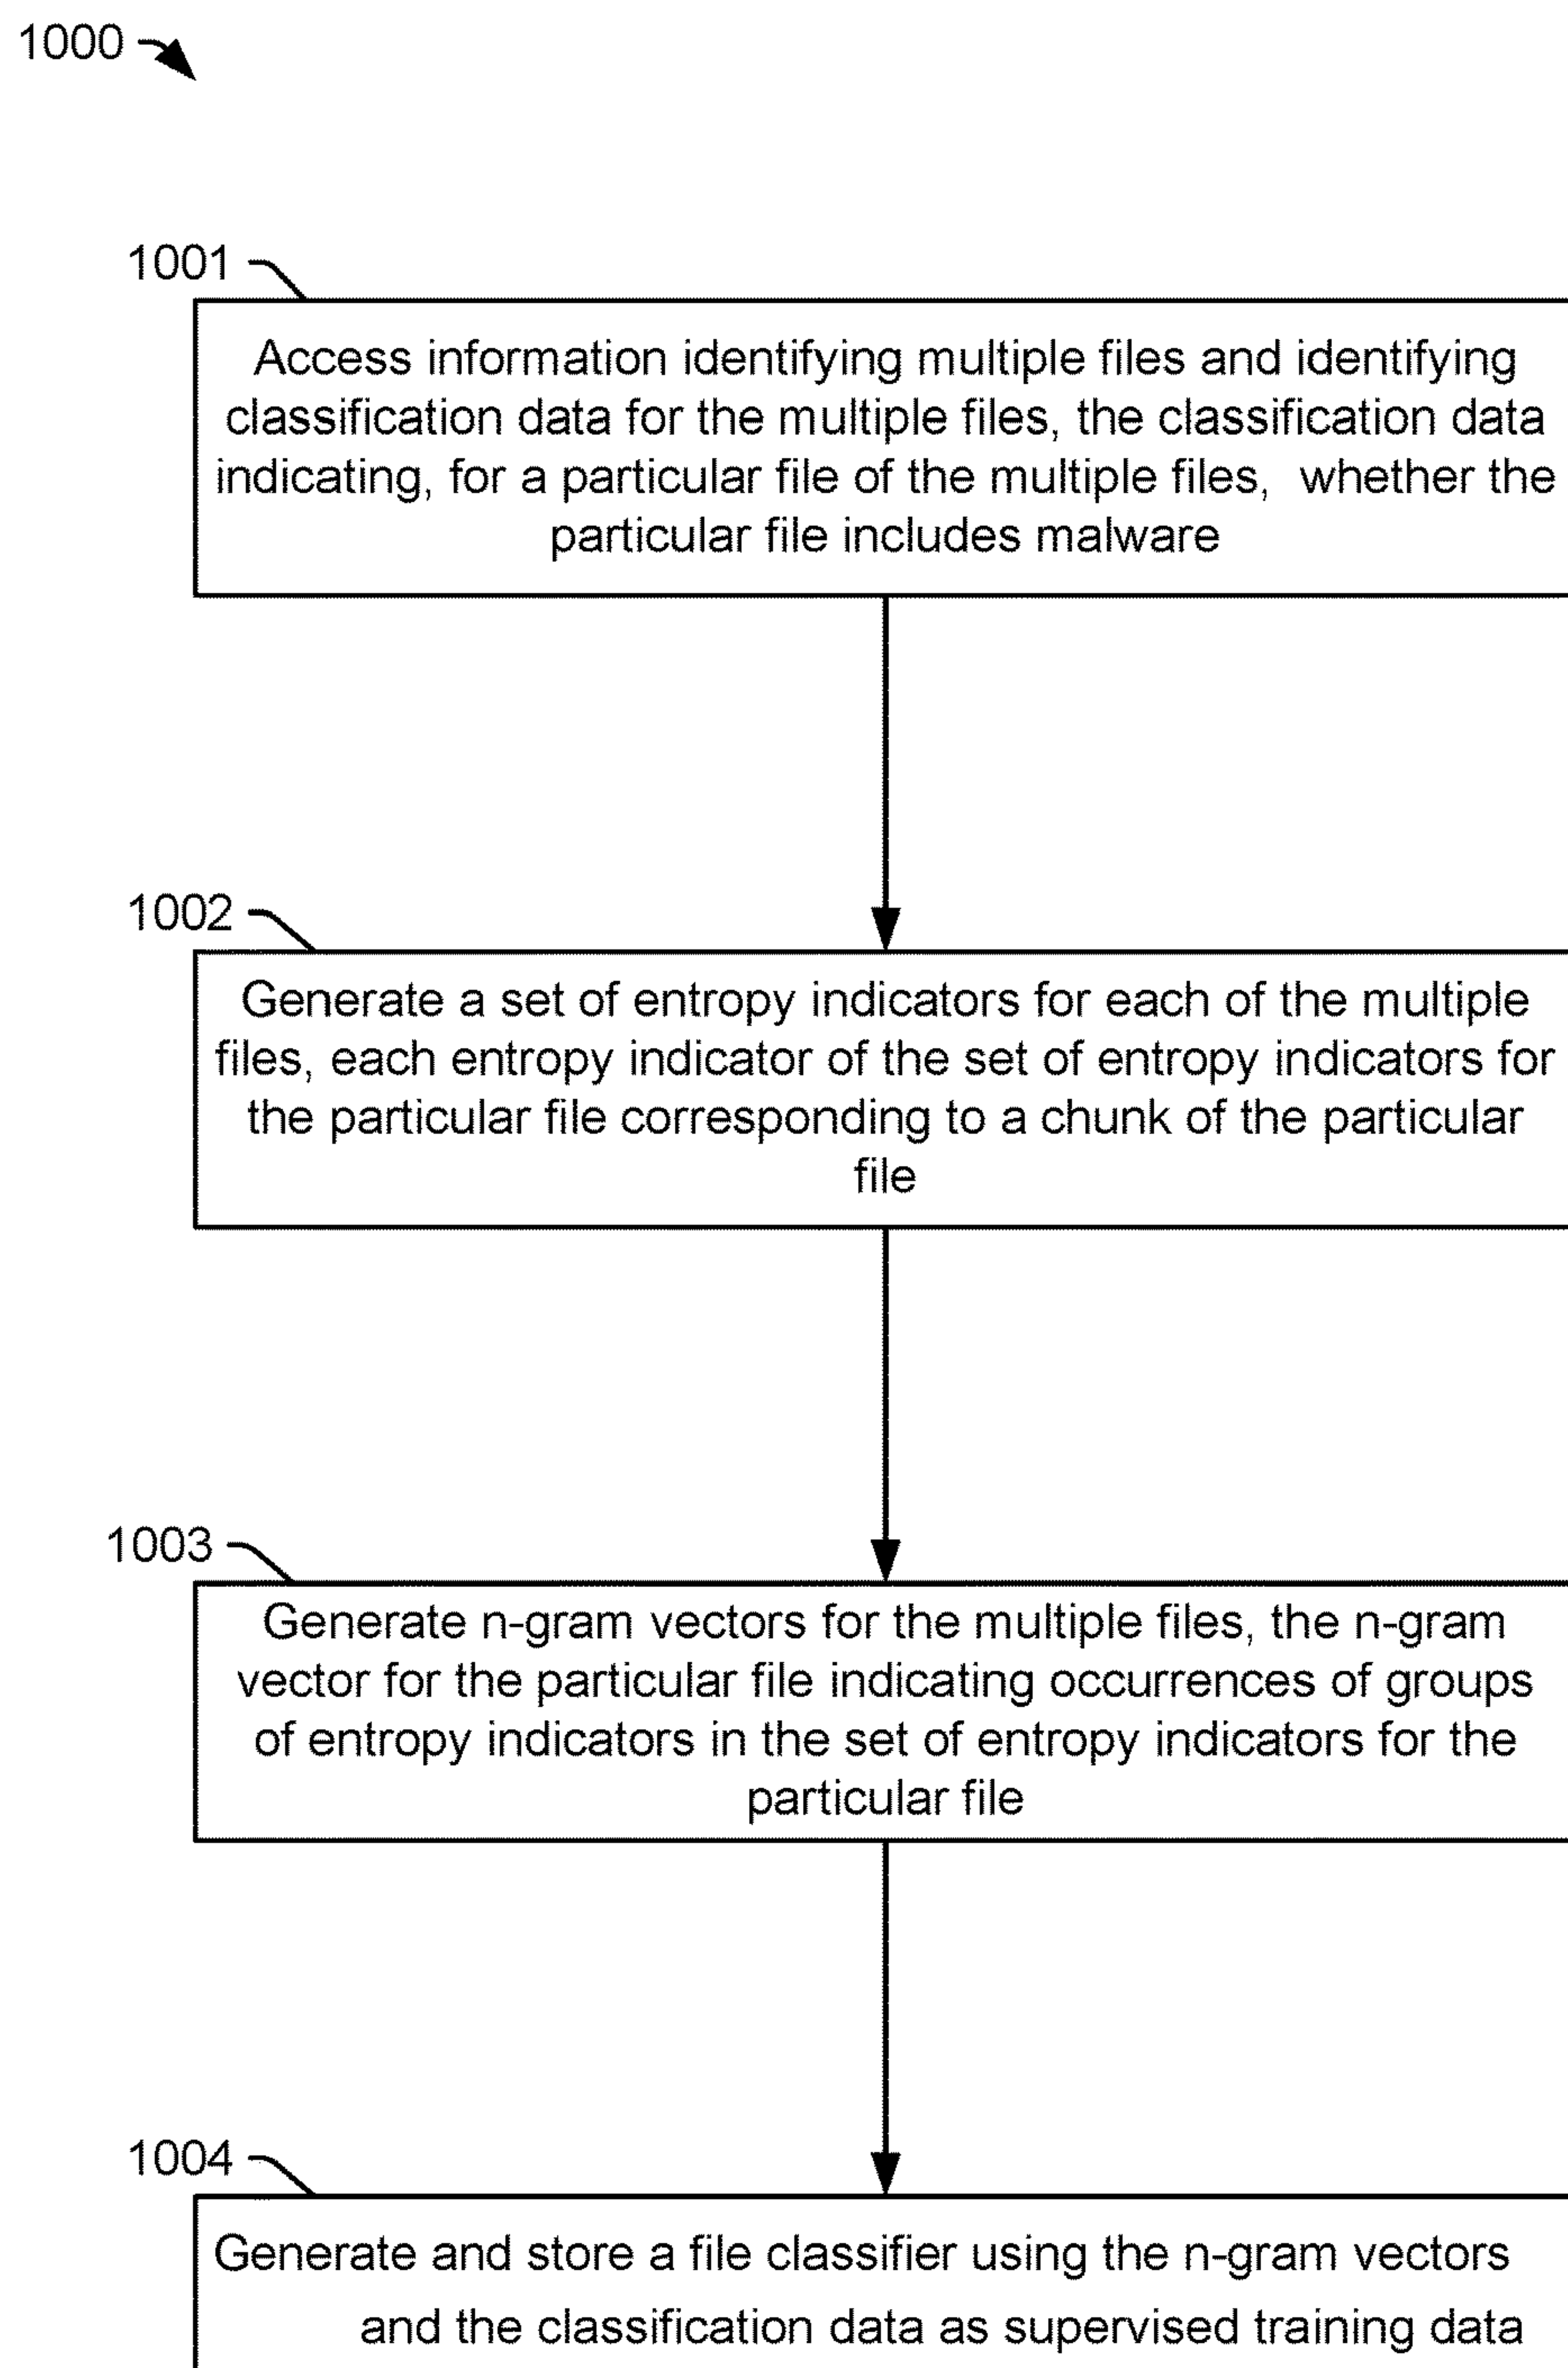 1000
1001
Access information identifying multiple files and identifying
classification data for the multiple files, the classification data
indicating, for a particular file of the multiple files,  whether the
particular file includes malware
1002
Generate a set of entropy indicators for each of the multiple
files, each entropy indicator of the set of entropy indicators for
the particular file corresponding to a chunk of the particular
file
1003
Generate n-gram vectors for the multiple files, the n-gram
vector for the particular file indicating occurrences of groups
of entropy indicators in the set of entropy indicators for the
particular file
1004
Generate and store a file classifier using the n-gram vectors
and the classification data as supervised training data